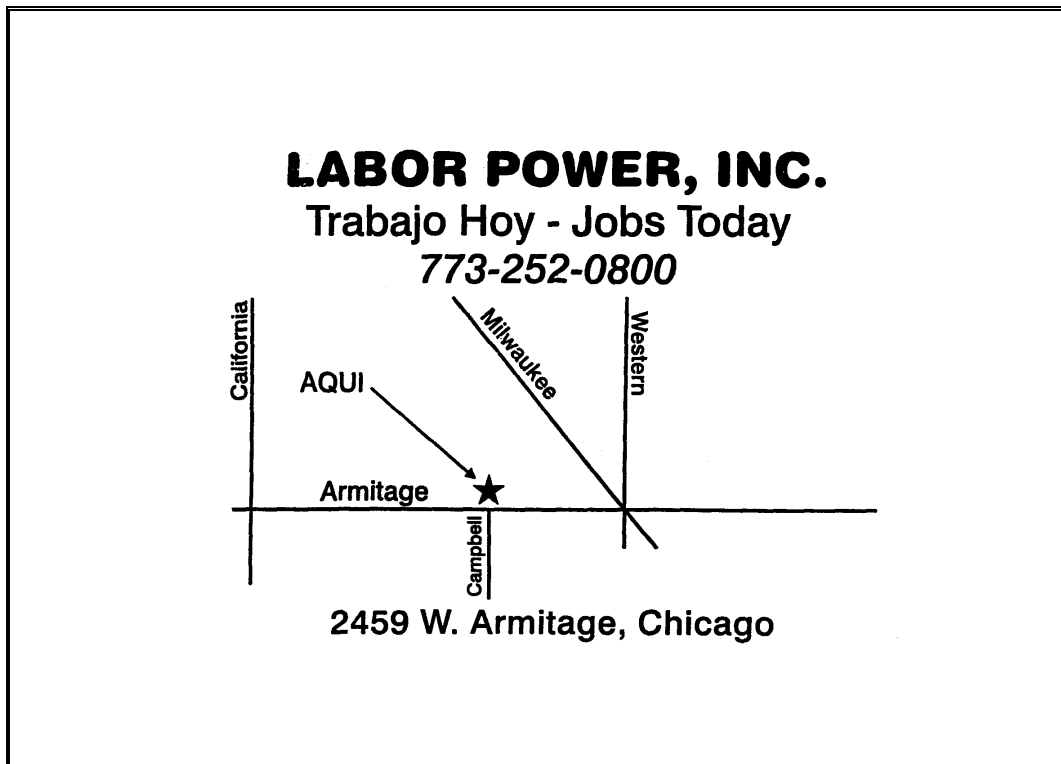 LABOR POWER, INC.
Trabajo Hoy - Jobs Today
773-252-0800
California
Milwaukee
Western
AQUI
Armitage
Campbell
2459 W. Armitage, Chicago